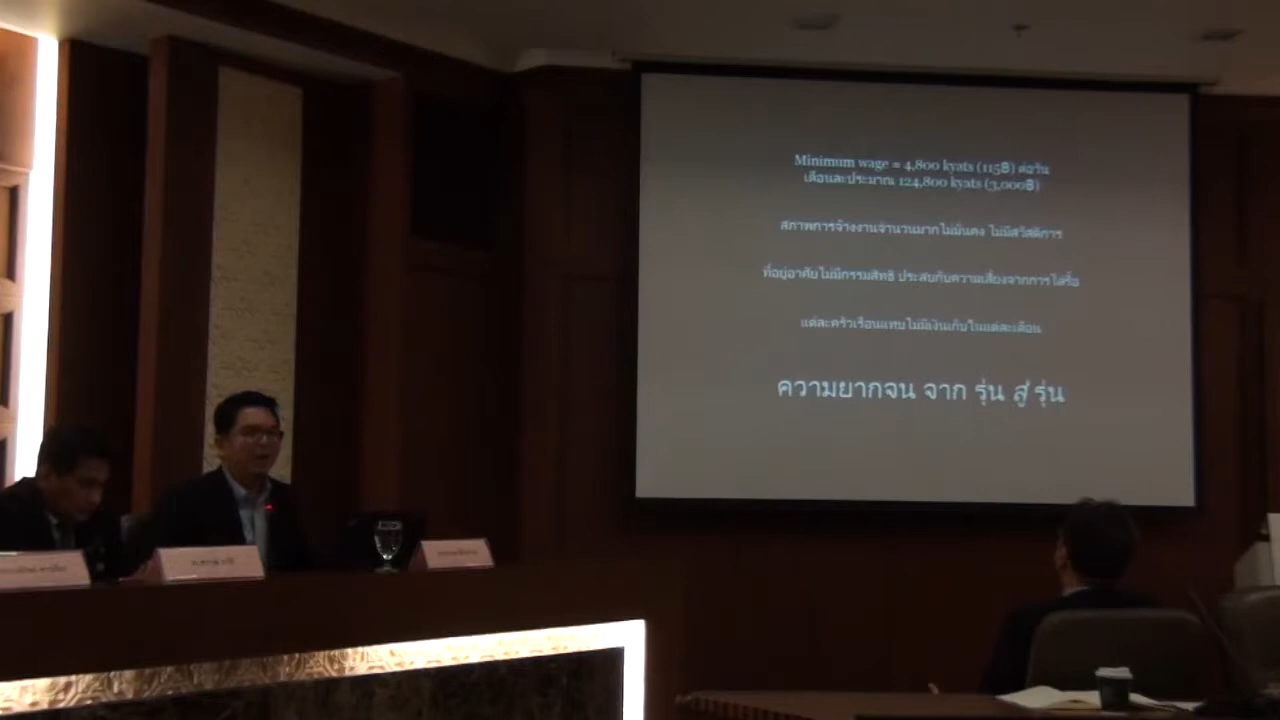 Minimum wage = 4,800 kyats (115฿) ต่อวัน
เดือนละประมาณ 124,800 kyats (3,000฿)
สภาพการจ้างงานจำนวนมากไม่มั่นคง ไม่มีสวัสดิการ
ที่อยู่อาศัยไม่มีกรรมสิทธิ ประสบกับความเสี่ยงจากการไล่รื้อ
แต่ละครัวเรือนแทบไม่มีเงินเก็บในแต่ละเดือน
ความยากจน จาก รุ่น สู่ รุ่น